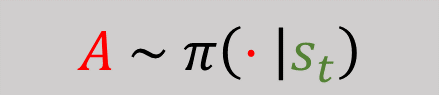 A ~ π( · |s_t)